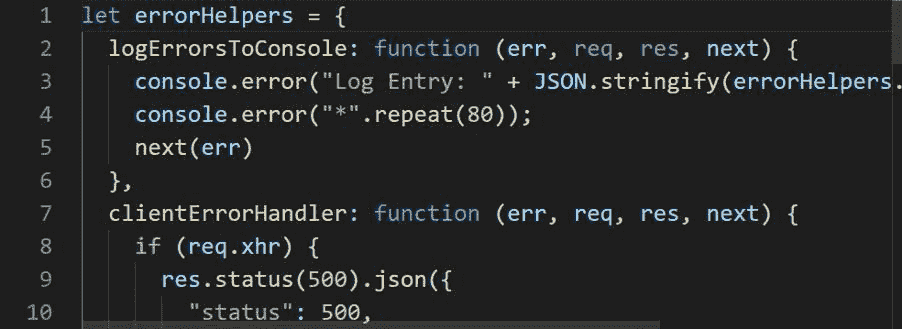 1 let errorHelpers = {
2 logErrorsToConsole: function (err, req, res, next) {
3 console.error("Log Entry: " + JSON.stringify(errorHelpers.
4 console.error("*".repeat(80));
5 next(err)
6 },
7 clientErrorHandler: function (err, req, res, next) {
8 if (req.xhr) {
9 res.status(500).json({
10 "status": 500,